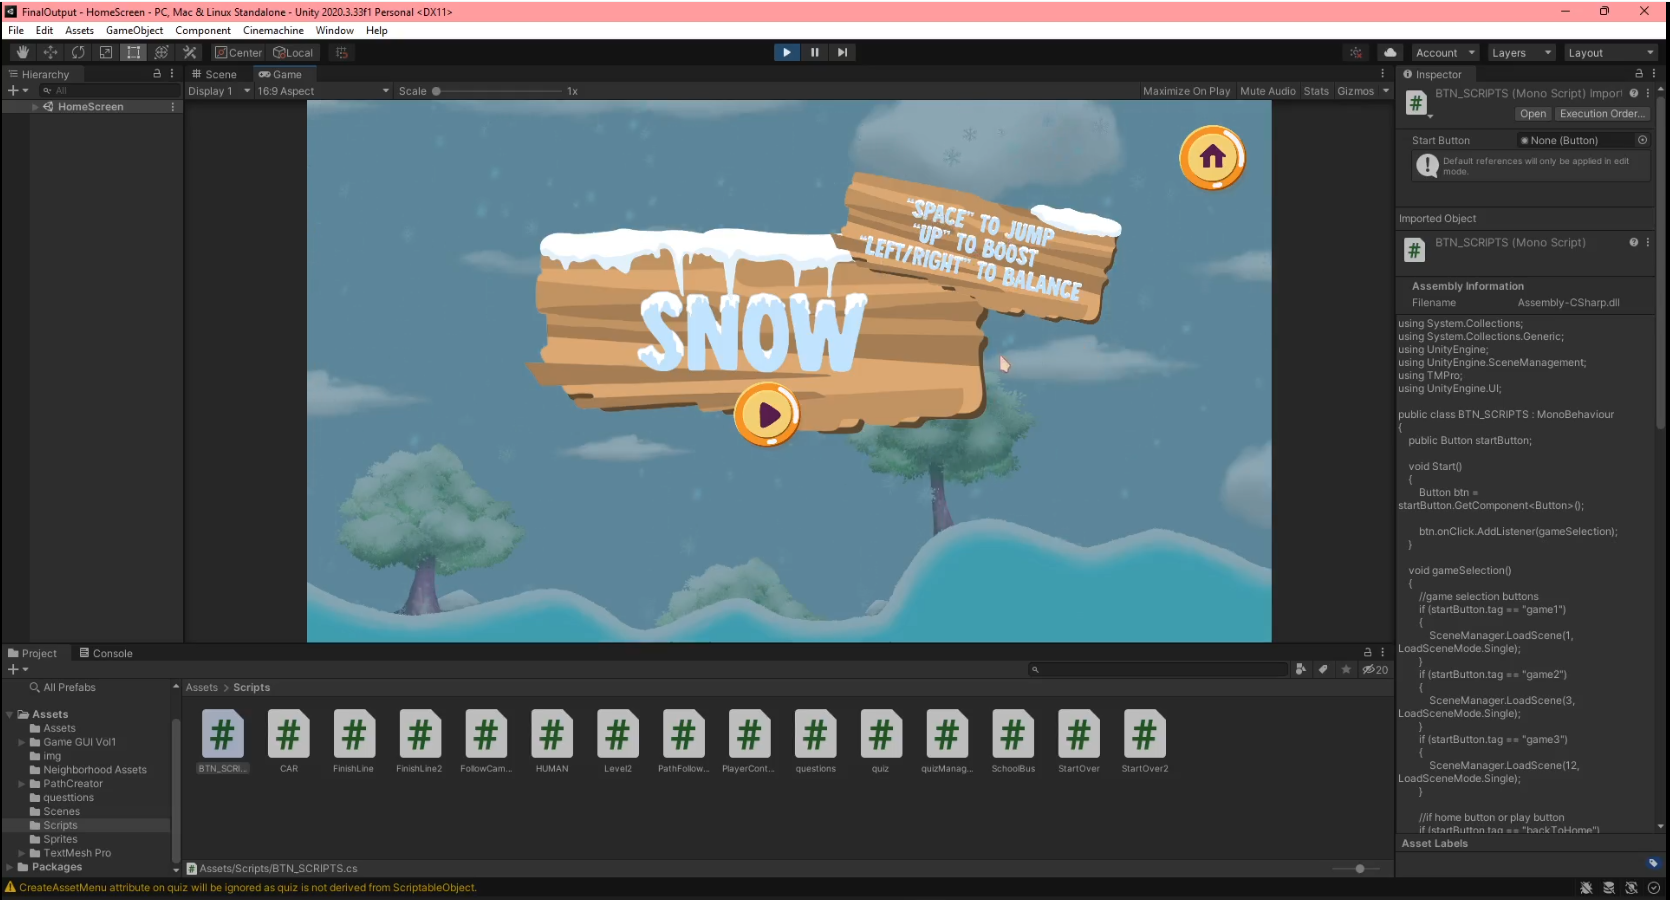 FinalOutput - HomeScreen - PC, Mac & Linux Standalone - Unity 2020.3.33f1 Personal <DX11>
File Edit Assets GameObject Component Cinemachine Window Help
Center Local
Account Layers Layout
Hierarchy
All
HomeScreen
Scene Game
Display 1 16:9 Aspect Scale 1x Maximize On Play Mute Audio Stats Gizmos
"SPACE" TO JUMP
"UP" TO BOOST
"LEFT/RIGHT" TO BALANCE
SNOW
Inspector
BTN_SCRIPTS (Mono Script) Import
Open Execution Order...
Start Button None (Button)
Default references will only be applied in edit
mode.
Imported Object
BTN_SCRIPTS (Mono Script)
Assembly Information
Filename Assembly-CSharp.dll
using System.Collections;
using System.Collections.Generic;
using UnityEngine;
using UnityEngine.SceneManagement;
using TMPro;
using UnityEngine.UI;
public class BTN_SCRIPTS : MonoBehaviour
{
public Button startButton;
void Start()
{
Button btn =
startButton.GetComponent<Button>();
btn.onClick.AddListener(gameSelection);
}
void gameSelection()
{
//game selection buttons
if (startButton.tag == "game1")
{
SceneManager.LoadScene(1,
LoadSceneMode.Single);
}
if (startButton.tag == "game2")
{
SceneManager.LoadScene(3,
LoadSceneMode.Single);
}
if (startButton.tag == "game3")
{
SceneManager.LoadScene(12,
LoadSceneMode.Single);
}
//if home button or play button
if (startButton.tag == "backToHome")
Asset Labels
Project Console
20
All Prefabs
Assets
Assets
Game GUI Vol1
img
Neighborhood Assets
PathCreator
questtions
Scenes
Scripts
Sprites
TextMesh Pro
Packages
Assets > Scripts
BTN_SCRI... CAR FinishLine FinishLine2 FollowCam... HUMAN Level2 PathFollow... PlayerCont... questions quiz quizManag... SchoolBus StartOver StartOver2
Assets/Scripts/BTN_SCRIPTS.cs
CreateAssetMenu attribute on quiz will be ignored as quiz is not derived from ScriptableObject.